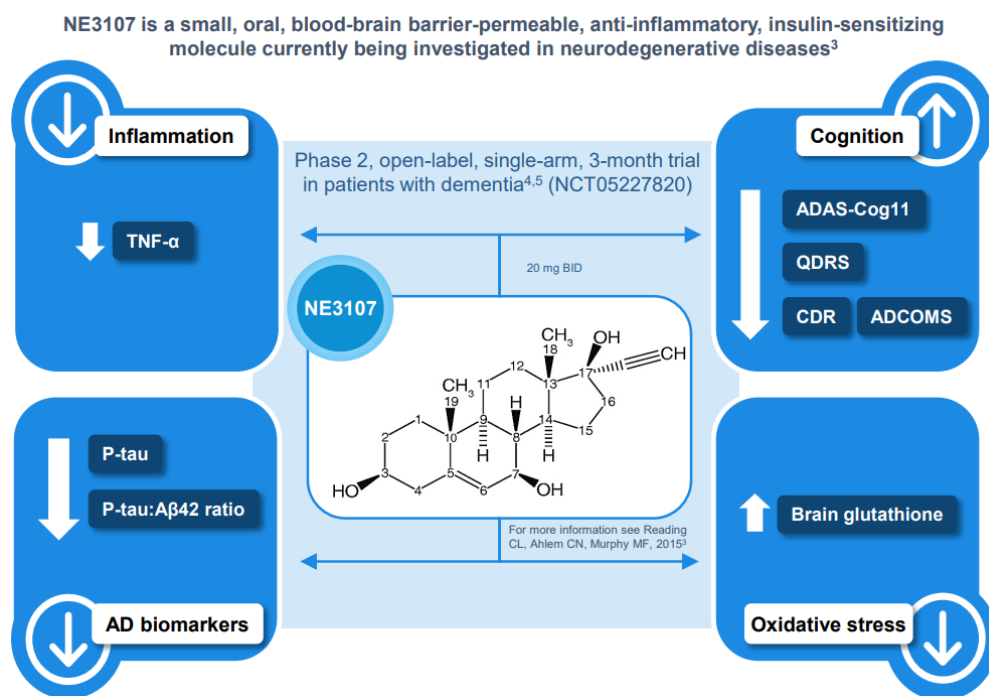 NE3107 is a small, oral, blood-brain barrier-permeable, anti-inflammatory, insulin-sensitizing
molecule currently being investigated in neurodegenerative diseases³
Inflammation
TNF-α
Cognition
ADAS-Cog11
QDRS
CDR
ADCOMS
Phase 2, open-label, single-arm, 3-month trial
in patients with dementia⁴,⁵ (NCT05227820)
20 mg BID
NE3107
CH₃
18
OH
17
CH
12
13
16
CH₃
19
11
H
1
9
14
15
2
10
8
H
H
3
5
7
HO
4
6
OH
For more information see Reading
CL, Ahlem CN, Murphy MF, 2015³
P-tau
P-tau:Aβ42 ratio
AD biomarkers
Brain glutathione
Oxidative stress